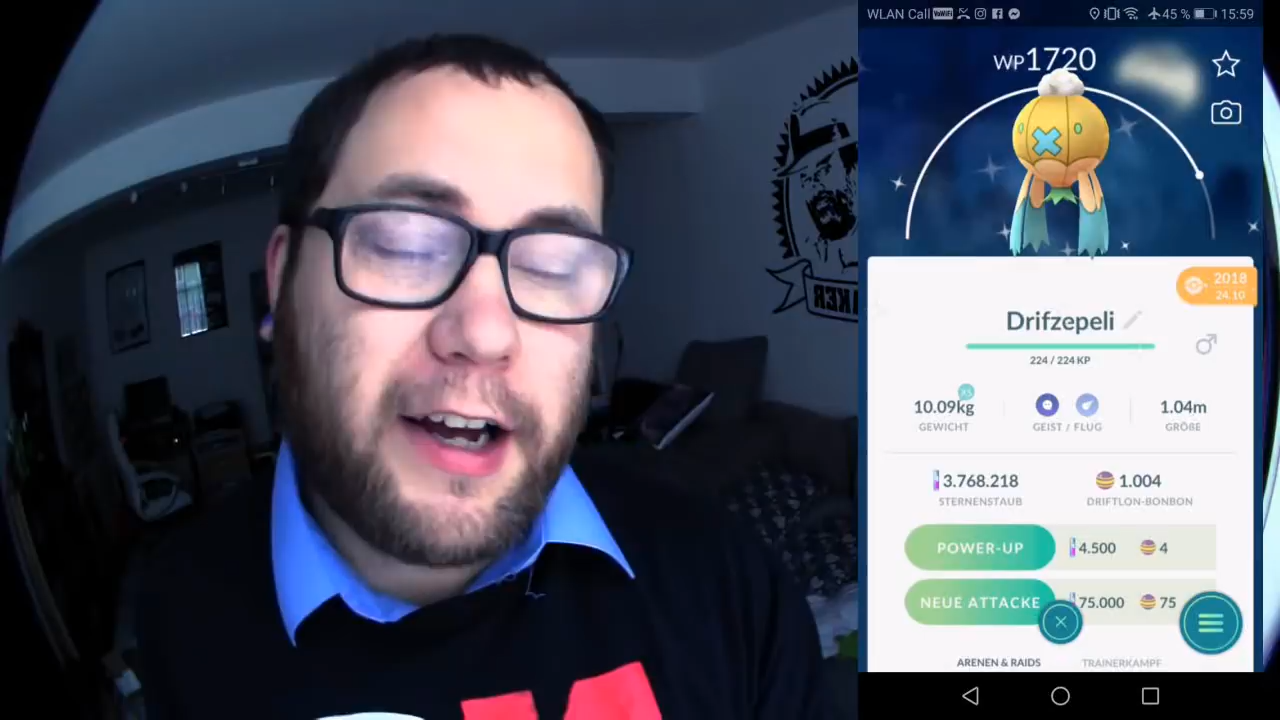 WLAN Call VoWiFi 45 % 15:59
WP1720
2018
24.10
Drifzepeli
224 / 224 KP
XS
10.09kg 1.04m
GEWICHT GEIST / FLUG GRÖßE
3.768.218 1.004
STERNENSTAUB DRIFTLON-BONBON
POWER-UP 4.500 4
NEUE ATTACKE 75.000 75
ARENEN & RAIDS TRAINERKAMPF